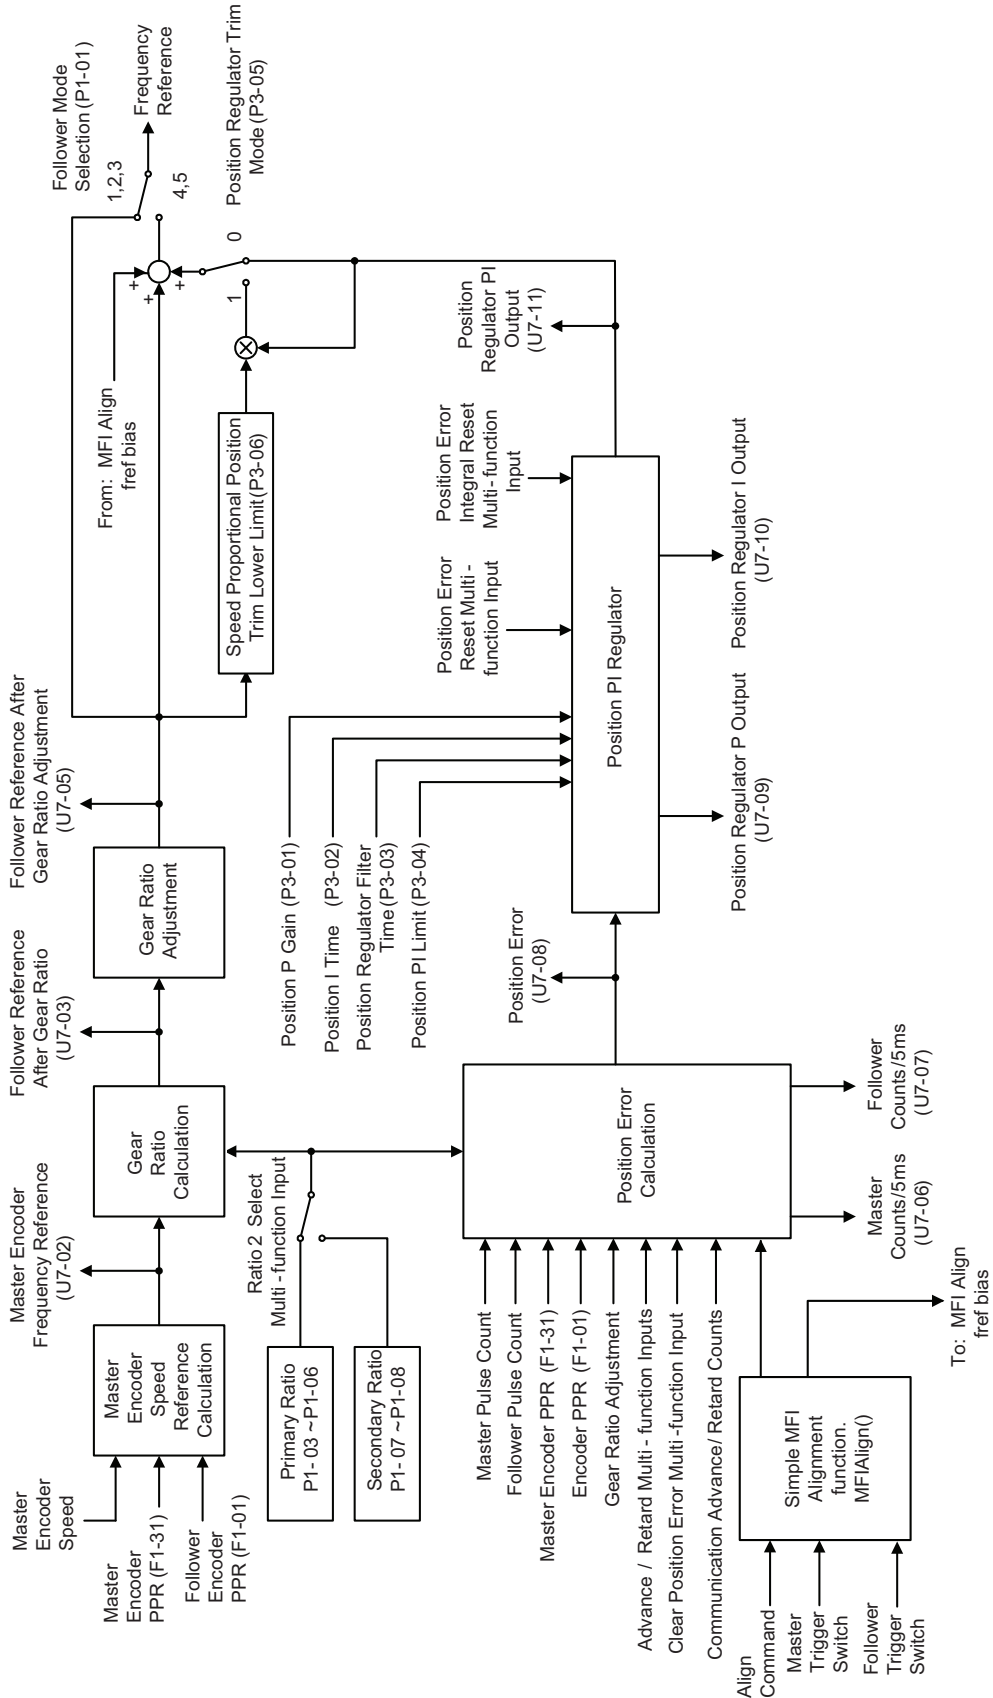 Master
Encoder
Speed
Master
Encoder
PPR (F1-31)
Follower
Encoder
PPR (F1-01)
Master
Encoder
Speed
Reference
Calculation
Master Encoder
Frequency Reference
(U7-02)
Gear
Ratio
Calculation
Follower Reference
After Gear Ratio
(U7-03)
Gear Ratio
Adjustment
Follower Reference After
Gear Ratio Adjustment
(U7-05)
From: MFI Align
fref bias
+
+
+
Follower Mode
Selection (P1-01)
1,2,3
4,5
Frequency
Reference
Speed Proportional Position
Trim Lower Limit (P3-06)
1
0
Position Regulator Trim
Mode (P3-05)
Primary Ratio
P1- 03 ~P1-06
Secondary Ratio
P1- 07 ~P1-08
Ratio 2 Select
Multi -function Input
Position P Gain (P3-01)
Position I Time (P3-02)
Position Regulator Filter
Time (P3-03)
Position PI Limit (P3-04)
Position Error
Reset Multi -
function Input
Position Error
Integral Reset
Multi- function
Input
Position
Regulator PI
Output
(U7-11)
Position Error
(U7-08)
Position PI Regulator
Position Regulator P Output
(U7-09)
Position Regulator I Output
(U7-10)
Master Pulse Count
Follower Pulse Count
Master Encoder PPR (F1-31)
Encoder PPR (F1-01)
Gear Ratio Adjustment
Advance / Retard Multi - function Inputs
Clear Position Error Multi -function Input
Communication Advance/ Retard Counts
Position Error
Calculation
Master
Counts/5ms
(U7-06)
Follower
Counts/5ms
(U7-07)
Align
Command
Master
Trigger
Switch
Follower
Trigger
Switch
Simple MFI
Alignment
function.
MFIAlign()
To: MFI Align
fref bias